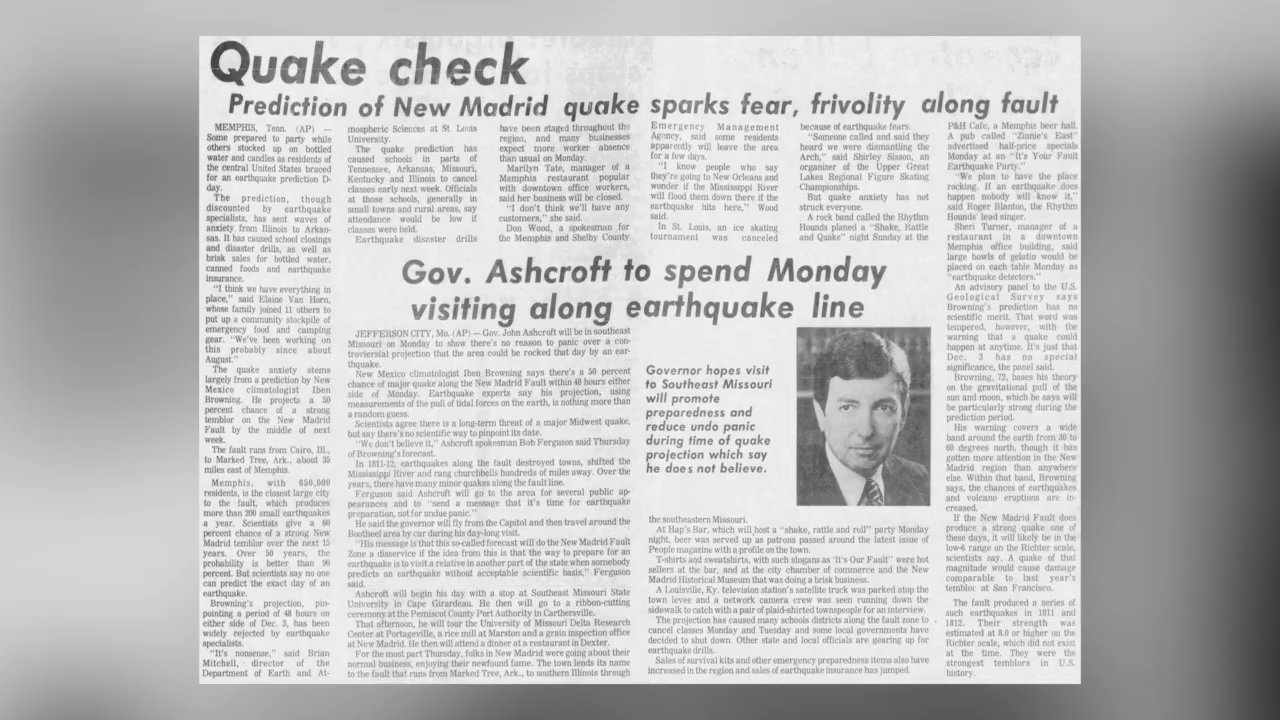 Quake check
Prediction of New Madrid quake sparks fear, frivolity along fault
MEMPHIS, Tenn. (AP) —
Some prepared to party while
others stocked up on bottled
water and candles as residents of
the central United States braced
for an earthquake prediction D-
day.
The prediction, though
discounted by earthquake
specialists, has sent waves of
anxiety from Illinois to Arkan-
sas. It has caused school closings
and disaster drills, as well as
brisk sales for bottled water,
canned foods and earthquake
insurance.
"I think we have everything in
place," said Elaine Van Horn,
whose family joined 11 others to
put up a community stockpile of
emergency food and camping
gear. "We've been working on
this probably since about
August."
The quake anxiety stems
largely from a prediction by New
Mexico climatologist Iben
Browning. He projects a 50
percent chance of a strong
temblor on the New Madrid
Fault by the middle of next
week.
The fault runs from Cairo, Ill.,
to Marked Tree, Ark., about 35
miles east of Memphis.
Memphis, with 650,000
residents, is the closest large city
to the fault, which produces
more than 200 small earthquakes
a year. Scientists give a 60
percent chance of a strong New
Madrid temblor over the next 15
years. Over 50 years, the
probability is better than 90
percent. But scientists say no one
can predict the exact day of an
earthquake.
Browning's projection, pin-
pointing a period of 48 hours on
either side of Dec. 3, has been
widely rejected by earthquake
specialists.
"It's nonsense," said Brian
Mitchell, director of the
Department of Earth and At-
mospheric Sciences at St. Louis
University.
The quake prediction has
caused schools in parts of
Tennessee, Arkansas, Missouri,
Kentucky and Illinois to cancel
classes early next week. Officials
at those schools, generally in
small towns and rural areas, say
attendance would be low if
classes were held.
Earthquake disaster drills
have been staged throughout the
region, and many businesses
expect more worker absence
than usual on Monday.
Marilyn Tate, manager of a
Memphis restaurant popular
with downtown office workers,
said her business will be closed.
"I don't think we'll have any
customers," she said.
Don Wood, a spokesman for
the Memphis and Shelby County
Emergency Management
Agency, said some residents
apparently will leave the area
for a few days.
"I know people who say
they're going to New Orleans and
wonder if the Mississippi River
will flood them down there if the
earthquake hits here," Wood
said.
In St. Louis, an ice skating
tournament was canceled
because of earthquake fears.
"Someone called and said they
heard we were dismantling the
Arch," said Shirley Sisson, an
organizer of the Upper Great
Lakes Regional Figure Skating
Championships.
But quake anxiety has not
struck everyone.
A rock band called the Rhythm
Hounds planed a "Shake, Rattle
and Quake" night Sunday at the
P&H Cafe, a Memphis beer hall.
A pub called "Zinnie's East"
advertised half-price specials
Monday at an "It's Your Fault
Earthquake Party."
"We plan to have the place
rocking. If an earthquake does
happen nobody will know it,"
said Roger Blanton, the Rhythm
Hounds' lead singer.
Sheri Turner, manager of a
restaurant in a downtown
Memphis office building, said
large bowls of gelatin would be
placed on each table Monday as
"earthquake detectors."
An advisory panel to the U.S.
Geological Survey says
Browning's prediction has no
scientific merit. That word was
tempered, however, with the
warning that a quake could
happen at anytime. It's just that
Dec. 3 has no special
significance, the panel said.
Browning, 72, bases his theory
on the gravitational pull of the
sun and moon, which he says will
be particularly strong during the
prediction period.
His warning covers a wide
band around the earth from 30 to
60 degrees north, though it has
gotten more attention in the New
Madrid region than anywhere
else. Within that band, Browning
says, the chances of earthquakes
and volcano eruptions are in-
creased.
If the New Madrid Fault does
produce a strong quake one of
these days, it will likely be in the
low-6 range on the Richter scale,
scientists say. A quake of that
magnitude would cause damage
comparable to last year's
temblor at San Francisco.
The fault produced a series of
such earthquakes in 1811 and
1812. Their strength was
estimated at 8.0 or higher on the
Richter scale, which did not exist
at the time. They were the
strongest temblors in U.S.
history.
Gov. Ashcroft to spend Monday
visiting along earthquake line
JEFFERSON CITY, Mo. (AP) — Gov. John Ashcroft will be in southeast
Missouri on Monday to show there's no reason to panic over a con-
troversial projection that the area could be rocked that day by an ear-
thquake.
New Mexico climatologist Iben Browning says there's a 50 percent
chance of major quake along the New Madrid Fault within 48 hours either
side of Monday. Earthquake experts say his projection, using
measurements of the pull of tidal forces on the earth, is nothing more than
a random guess.
Scientists agree there is a long-term threat of a major Midwest quake,
but say there's no scientific way to pinpoint its date.
"We don't believe it," Ashcroft spokesman Bob Ferguson said Thursday
of Browning's forecast.
In 1811-12, earthquakes along the fault destroyed towns, shifted the
Mississippi River and rang churchbells hundreds of miles away. Over the
years, there have many minor quakes along the fault line.
Ferguson said Ashcroft will go to the area for several public ap-
pearances and to "send a message that it's time for earthquake
preparation, not for undue panic."
He said the governor will fly from the Capitol and then travel around the
Bootheel area by car during his day-long visit.
"His message is that this so-called forecast will do the New Madrid Fault
Zone a disservice if the idea from this is that the way to prepare for an
earthquake is to visit a relative in another part of the state when somebody
predicts an earthquake without acceptable scientific basis," Ferguson
said.
Ashcroft will begin his day with a stop at Southeast Missouri State
University in Cape Girardeau. He then will go to a ribbon-cutting
ceremony at the Pemiscot County Port Authority in Carthersville.
That afternoon, he will tour the University of Missouri Delta Research
Center at Portageville, a rice mill at Marston and a grain inspection office
at New Madrid. He then will attend a dinner at a restaurant in Dexter.
For the most part Thursday, folks in New Madrid were going about their
normal business, enjoying their newfound fame. The town lends its name
to the fault that runs from Marked Tree, Ark., to southern Illinois through
Governor hopes visit
to Southeast Missouri
will promote
preparedness and
reduce undo panic
during time of quake
projection which say
he does not believe.
the southeastern Missouri.
At Hap's Bar, which will host a "shake, rattle and roll" party Monday
night, beer was served up as patrons passed around the latest issue of
People magazine with a profile on the town.
T-shirts and sweatshirts, with such slogans as 'It's Our Fault" were hot
sellers at the bar, and at the city chamber of commerce and the New
Madrid Historical Museum that was doing a brisk business.
A Louisville, Ky. television station's satellite truck was parked atop the
town levee and a network camera crew was seen running down the
sidewalk to catch with a pair of plaid-shirted townspeople for an interview.
The projection has caused many schools districts along the fault zone to
cancel classes Monday and Tuesday and some local governments have
decided to shut down. Other state and local officials are gearing up for
earthquake drills.
Sales of survival kits and other emergency preparedness items also have
increased in the region and sales of earthquake insurance has jumped.